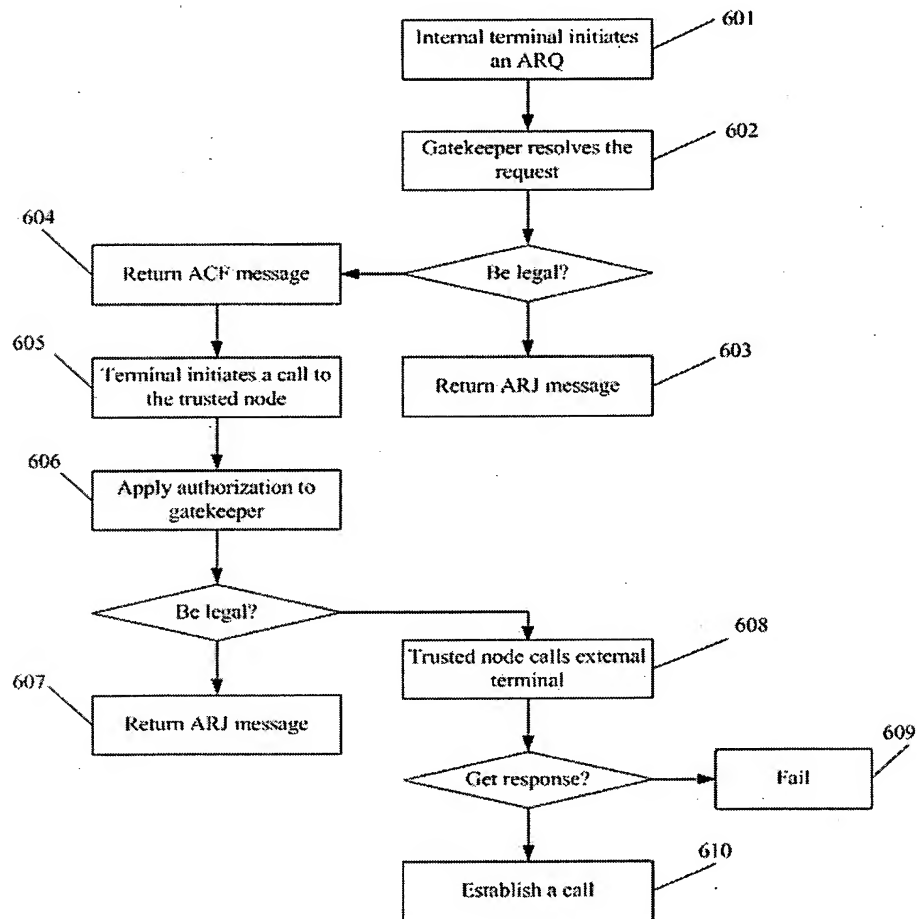 601
Internal terminal initiates
an ARQ
602
Gatekeeper resolves the
request
604
Return ACF message
Be legal?
605
Terminal initiates a call to
the trusted node
603
Return ARJ message
606
Apply authorization to
gatekeeper
Be legal?
608
Trusted node calls external
terminal
607
Return ARJ message
609
Get response?
Fail
610
Establish a call